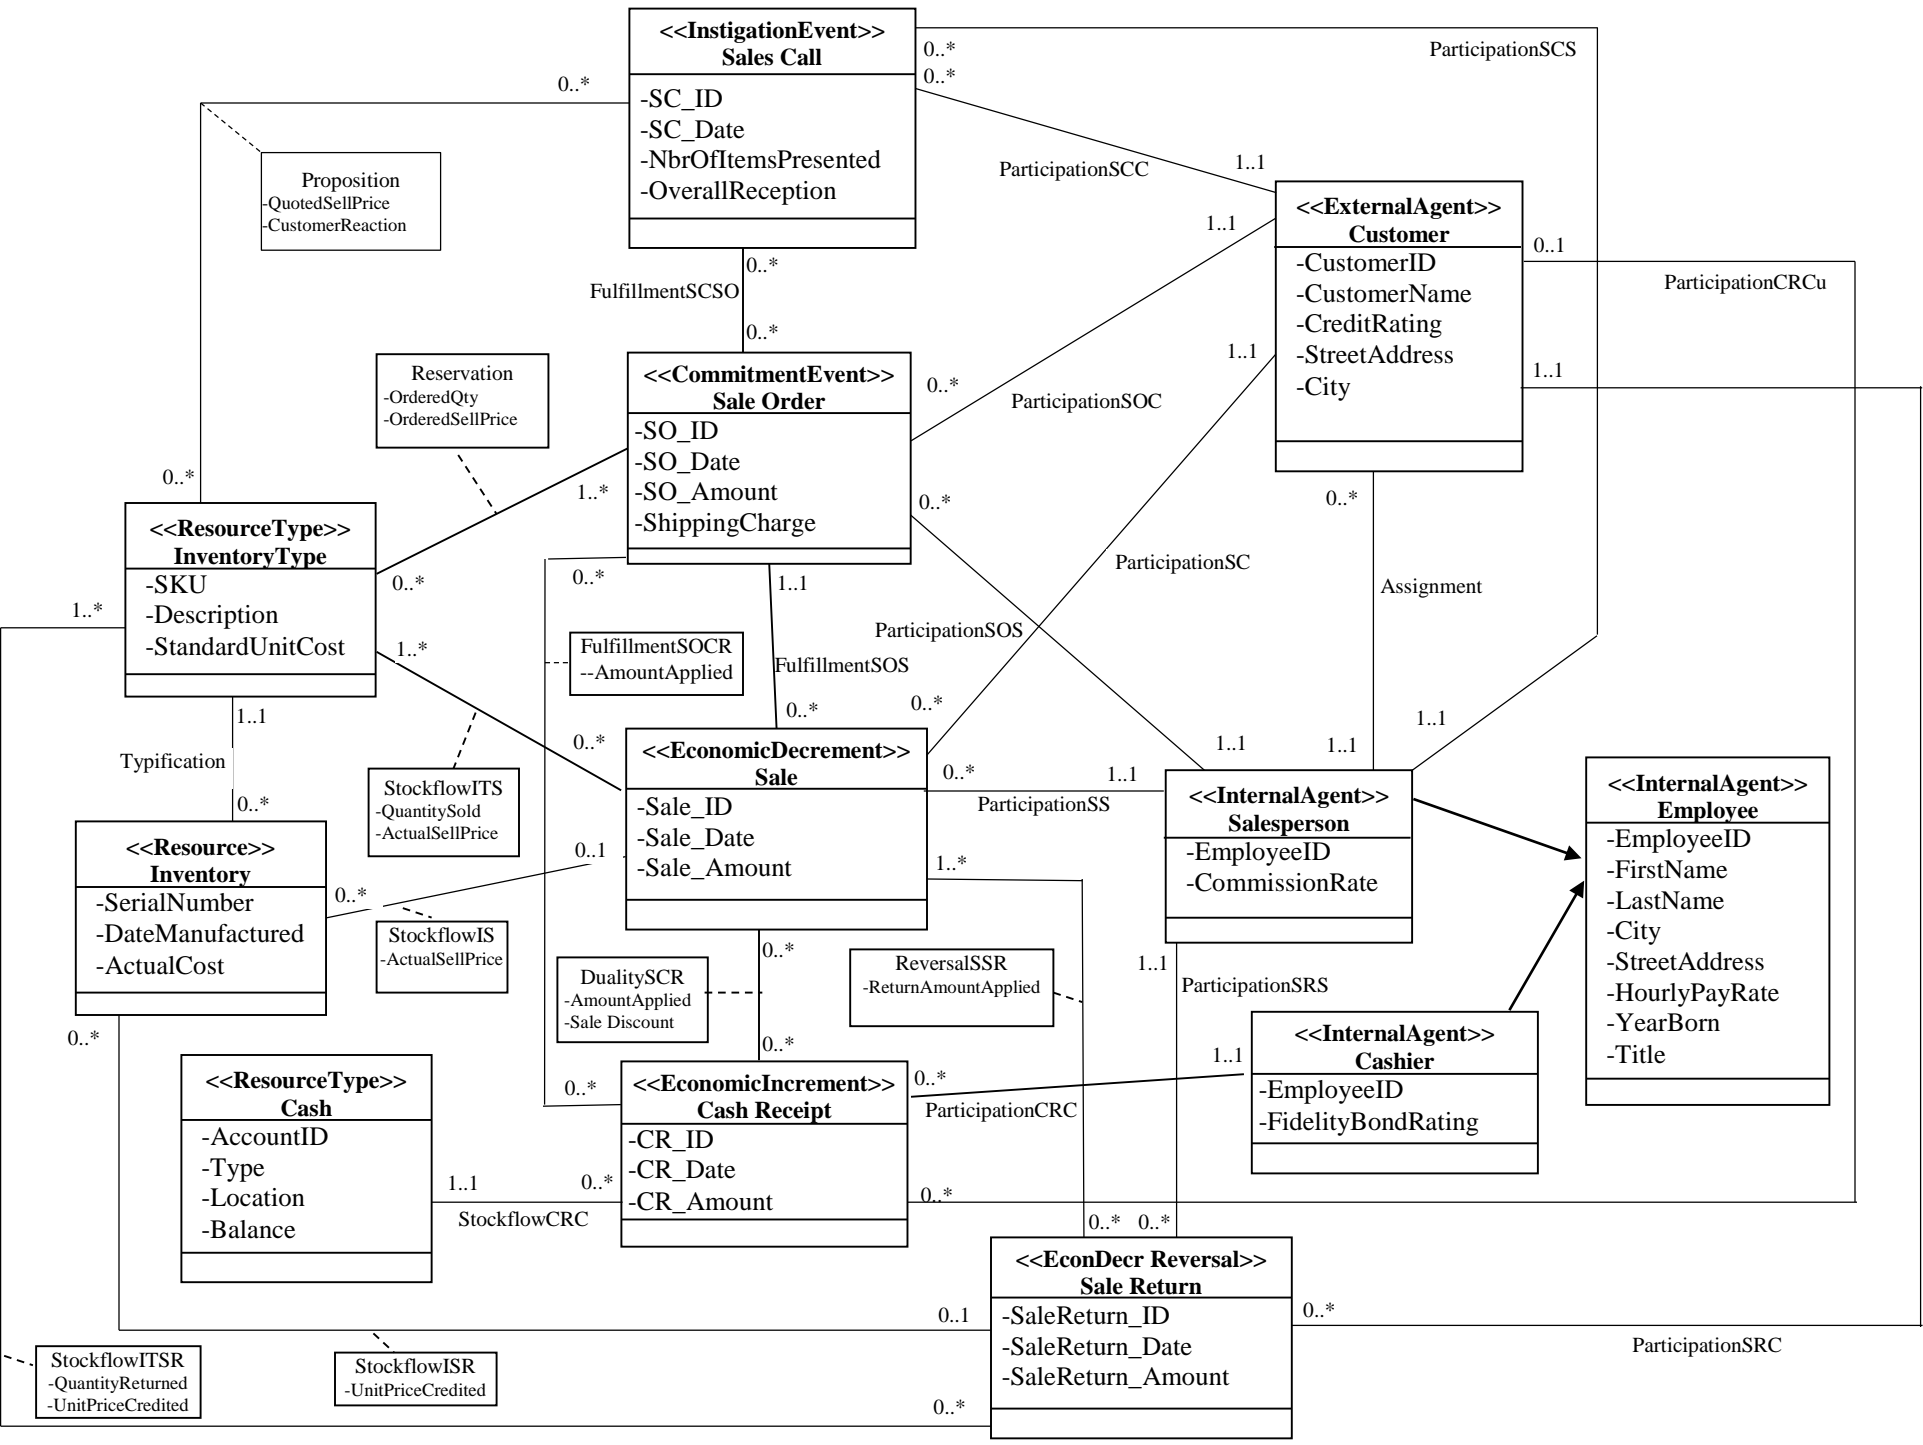 <<InstigationEvent>>
Sales Call
-SC_ID
-SC_Date
-NbrOfItemsPresented
-OverallReception
0..*
0..*
0..*
ParticipationSCS
Proposition
-QuotedSellPrice
-CustomerReaction
ParticipationSCC
1..1
<<ExternalAgent>>
Customer
-CustomerID
-CustomerName
-CreditRating
-StreetAddress
-City
1..1
0..1
ParticipationCRCu
1..1
1..1
0..*
FulfillmentSCSO
0..*
Reservation
-OrderedQty
-OrderedSellPrice
<<CommitmentEvent>>
Sale Order
-SO_ID
-SO_Date
-SO_Amount
-ShippingCharge
0..*
ParticipationSOC
0..*
1..*
0..*
0..*
<<ResourceType>>
InventoryType
-SKU
-Description
-StandardUnitCost
0..*
0..*
1..1
ParticipationSC
Assignment
1..*
1..*
FulfillmentSOCR
--AmountApplied
ParticipationSOS
FulfillmentSOS
0..*
0..*
1..1
1..1
1..1
1..1
Typification
0..*
0..*
StockflowITS
-QuantitySold
-ActualSellPrice
<<EconomicDecrement>>
Sale
-Sale_ID
-Sale_Date
-Sale_Amount
0..*
1..1
ParticipationSS
<<InternalAgent>>
Salesperson
-EmployeeID
-CommissionRate
<<InternalAgent>>
Employee
-EmployeeID
-FirstName
-LastName
-City
-StreetAddress
-HourlyPayRate
-YearBorn
-Title
<<Resource>>
Inventory
-SerialNumber
-DateManufactured
-ActualCost
0..1
0..*
StockflowIS
-ActualSellPrice
1..*
0..*
DualitySCR
-AmountApplied
-Sale Discount
ReversalSSR
-ReturnAmountApplied
1..1
ParticipationSRS
0..*
0..*
<<InternalAgent>>
Cashier
-EmployeeID
-FidelityBondRating
1..1
<<ResourceType>>
Cash
-AccountID
-Type
-Location
-Balance
0..*
<<EconomicIncrement>>
Cash Receipt
-CR_ID
-CR_Date
-CR_Amount
0..*
ParticipationCRC
1..1
0..*
StockflowCRC
0..*
0..*
0..*
<<EconDecr Reversal>>
Sale Return
-SaleReturn_ID
-SaleReturn_Date
-SaleReturn_Amount
0..1
0..*
ParticipationSRC
StockflowITSR
-QuantityReturned
-UnitPriceCredited
StockflowISR
-UnitPriceCredited
0..*